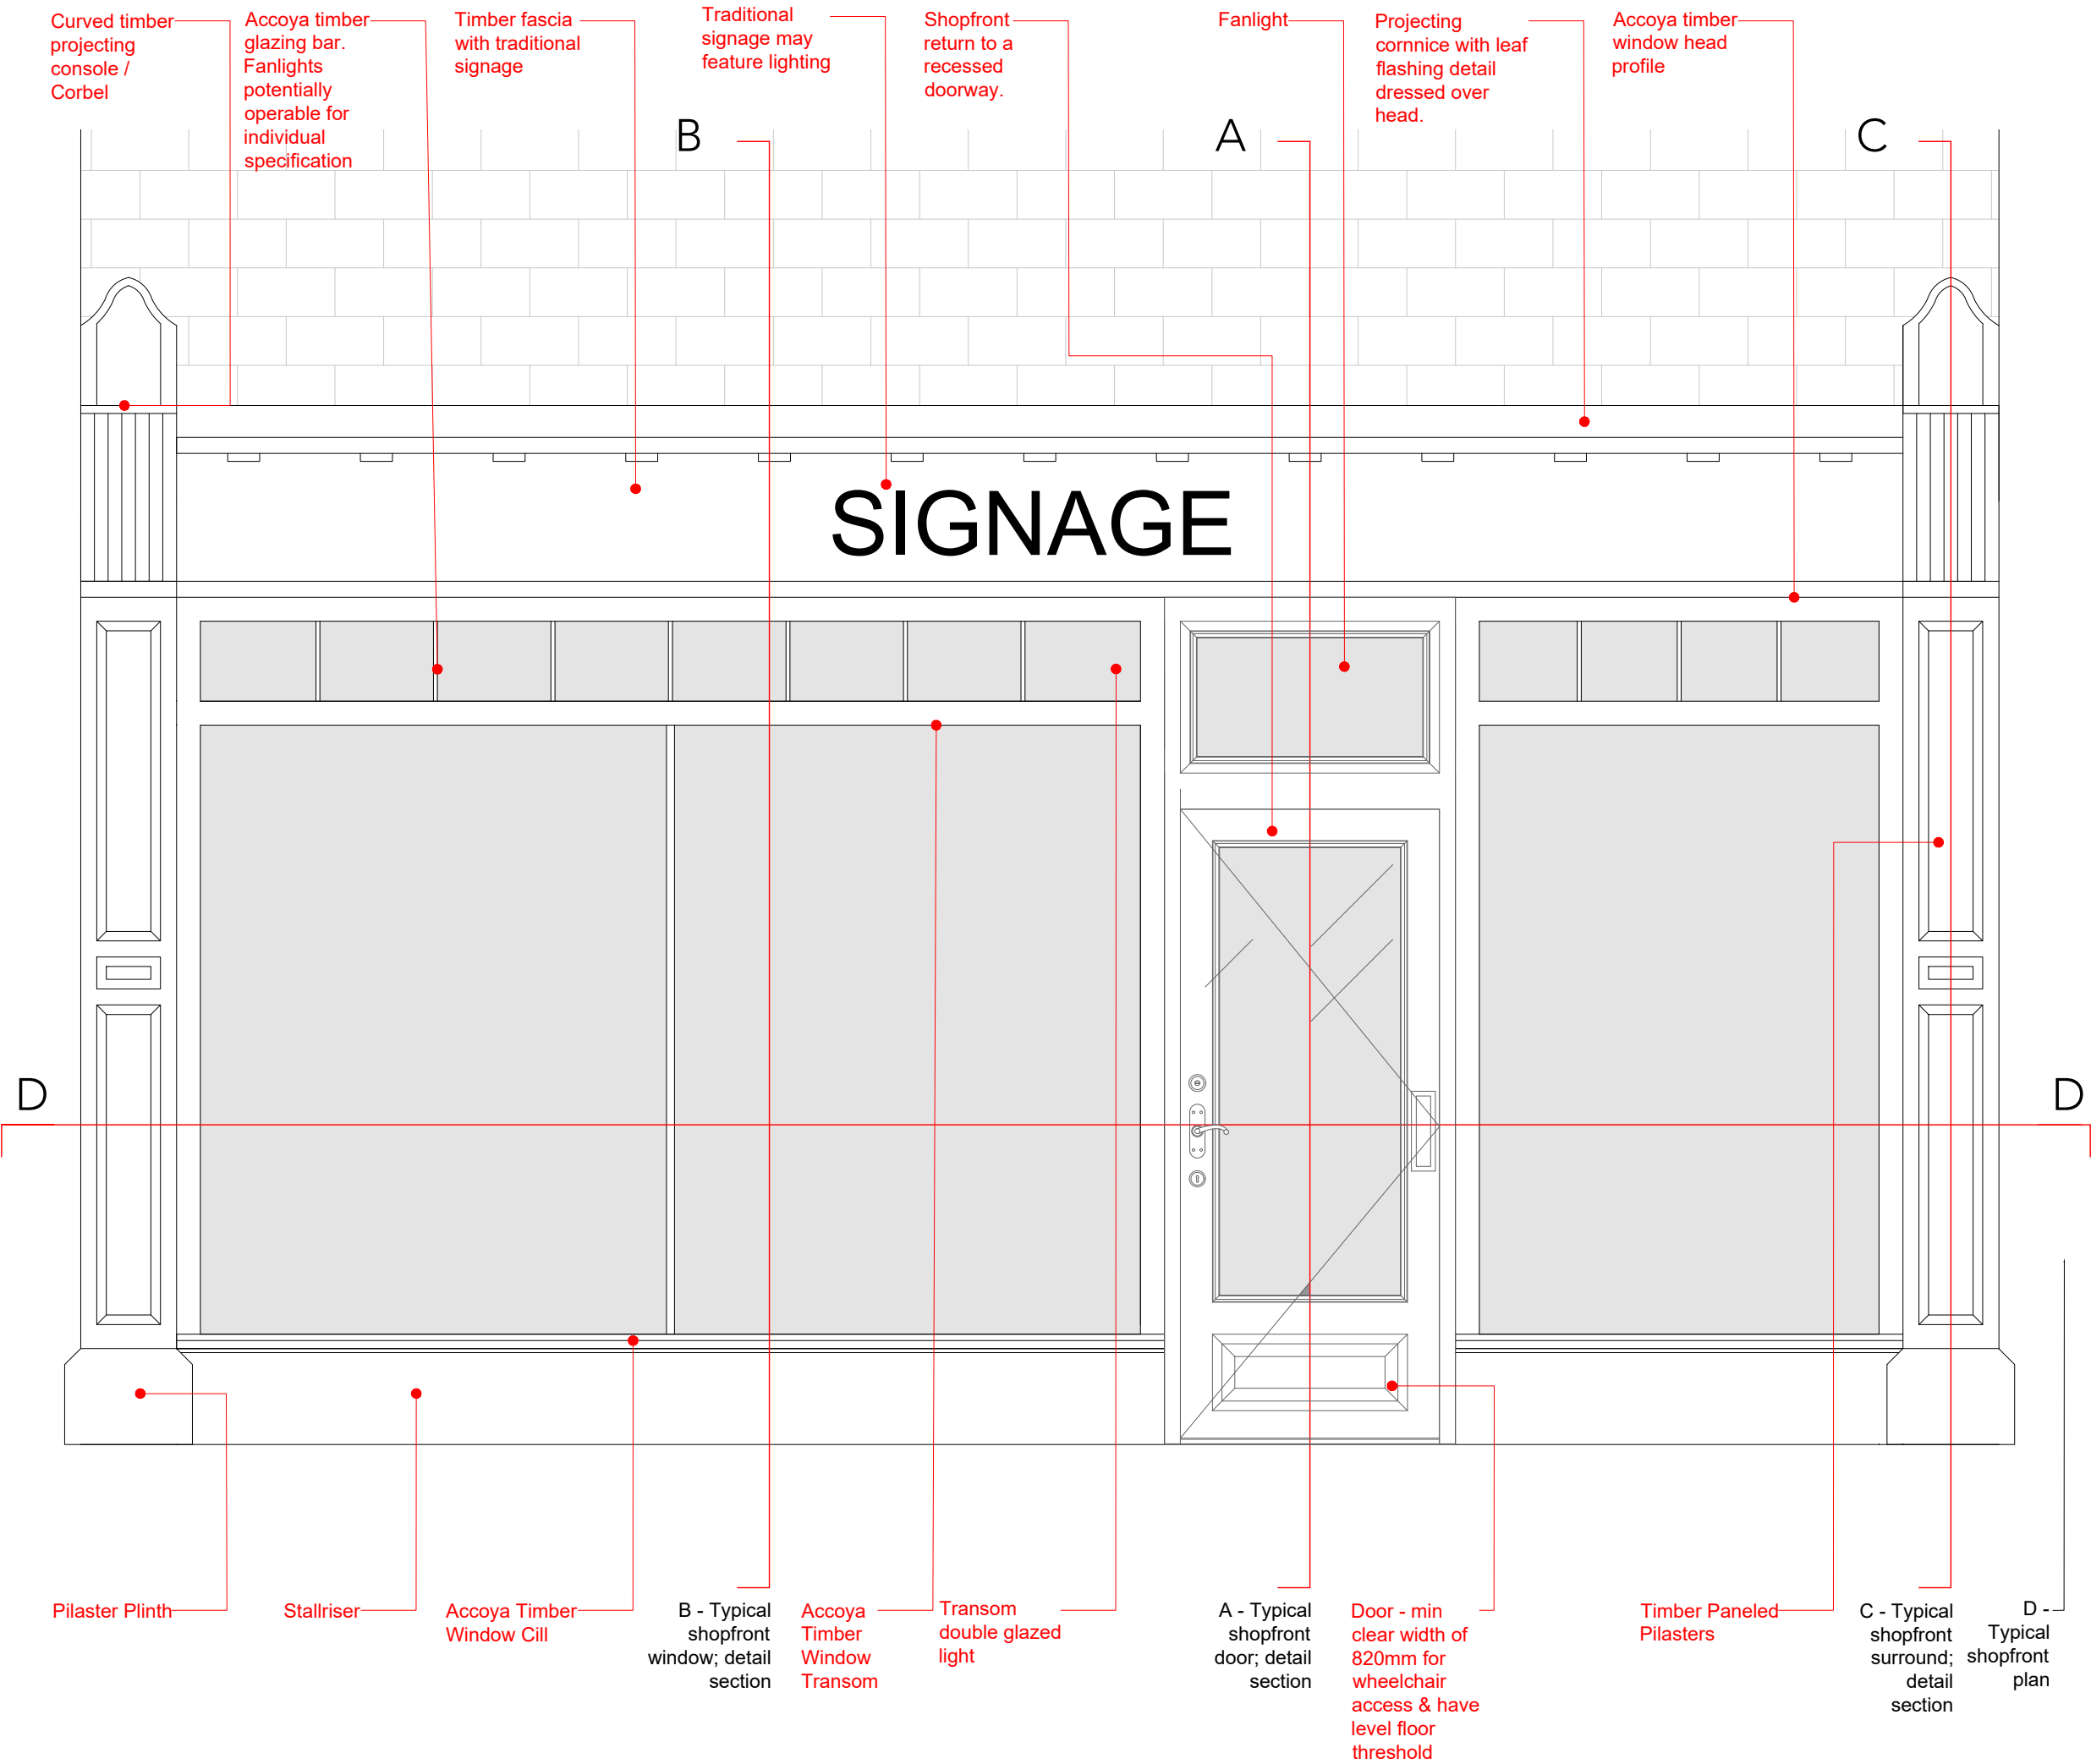 Curved timber
projecting
console /
Corbel
Accoya timber
glazing bar.
Fanlights
potentially
operable for
individual
specification
Timber fascia
with traditional
signage
Traditional
signage may
feature lighting
Shopfront
return to a
recessed
doorway.
Fanlight
Projecting
cornnice with leaf
flashing detail
dressed over
head.
Accoya timber
window head
profile
B
A
C
SIGNAGE
D
D
Pilaster Plinth
Stallriser
Accoya Timber
Window Cill
B - Typical
shopfront
window; detail
section
Accoya
Timber
Window
Transom
Transom
double glazed
light
A - Typical
shopfront
door; detail
section
Door - min
clear width of
820mm for
wheelchair
access & have
level floor
threshold
Timber Paneled
Pilasters
C - Typical
shopfront
surround;
detail
section
D -
Typical
shopfront
plan